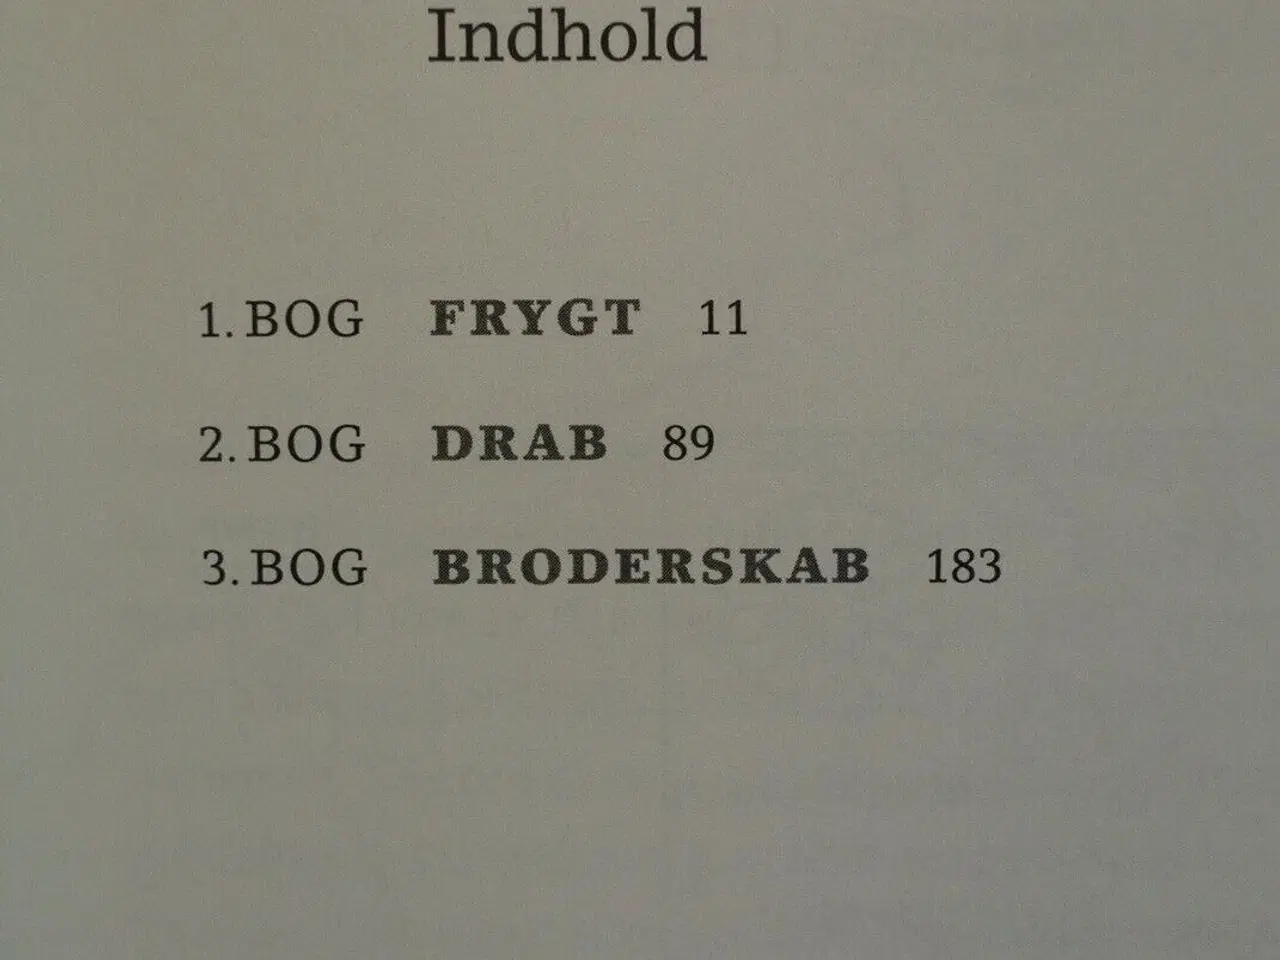 Indhold
1. BOG FRYGT 11
2. BOG DRAB 89
3. BOG BRODERSKAB 183